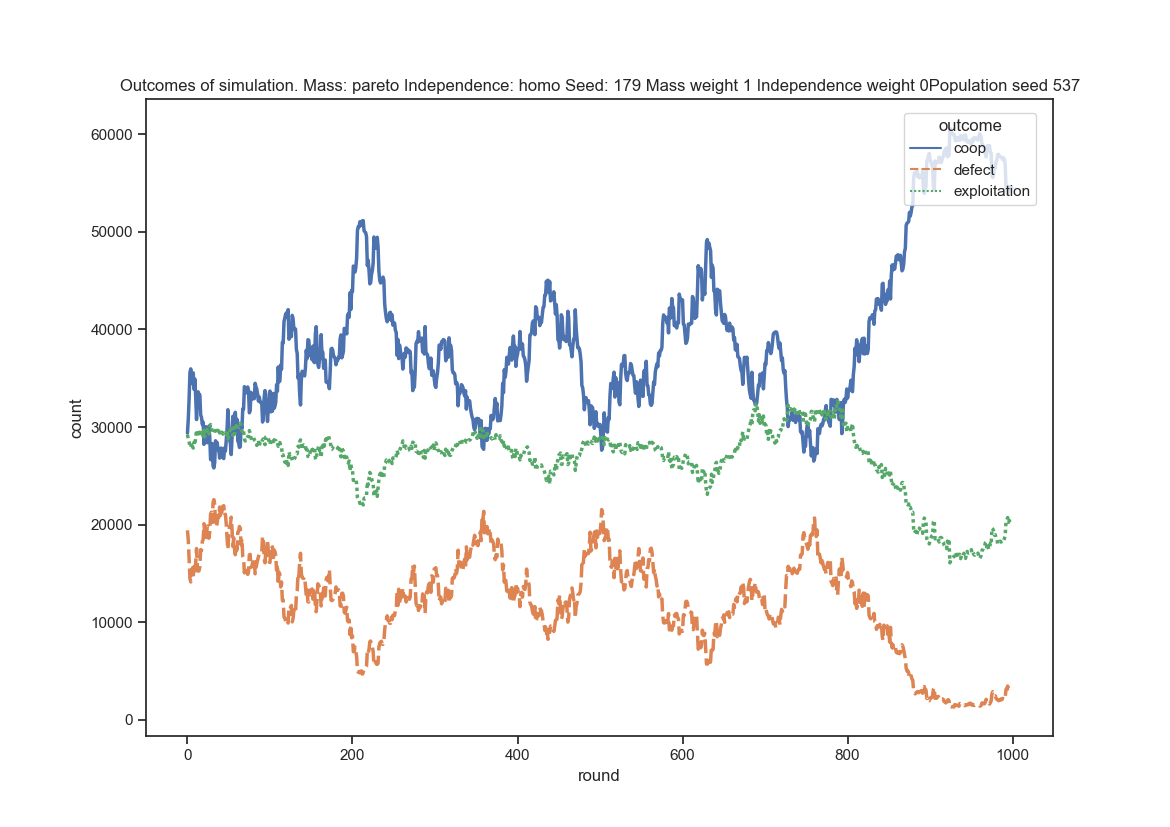 Outcomes of simulation. Mass: pareto Independence: homo Seed: 179 Mass weight 1 Independence weight 0Population seed 537
outcome
coop
defect
exploitation
count
60000
50000
40000
30000
20000
10000
0
0 200 400 600 800 1000
round